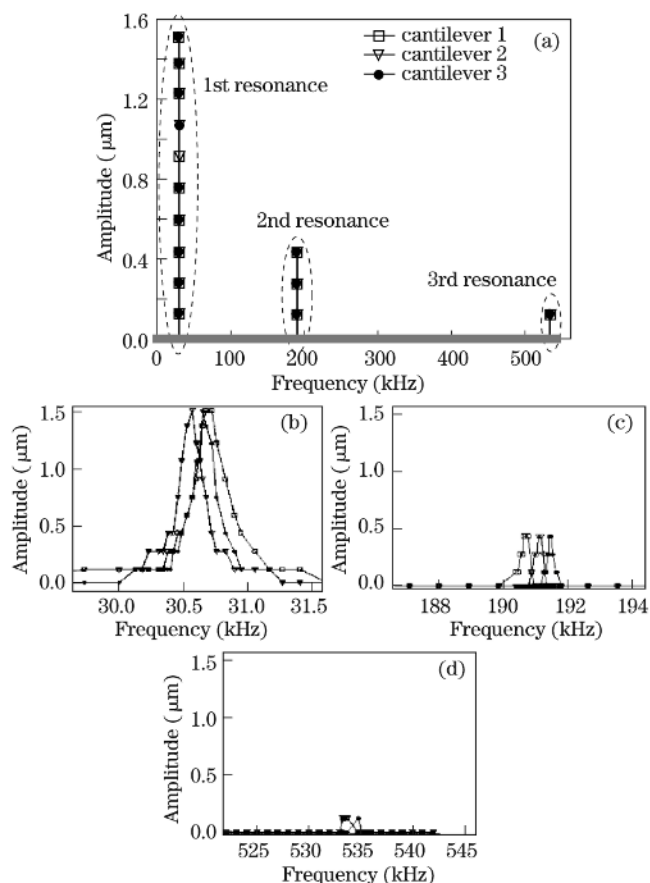 1.6
1.2
0.8
0.4
0.0
Amplitude ( μm)
(a)
cantilever 1
cantilever 2
cantilever 3
1st resonance
2nd resonance
3rd resonance
0 100 200 300 400 500
Frequency (kHz)
1.5
1.0
0.5
0.0
Amplitude ( μm)
(b)
30.0 30.5 31.0 31.5
Frequency (kHz)
1.5
1.0
0.5
0.0
Amplitude ( μm)
(c)
188 190 192 194
Frequency (kHz)
1.5
1.0
0.5
0.0
Amplitude ( μm)
(d)
525 530 535 540 545
Frequency (kHz)